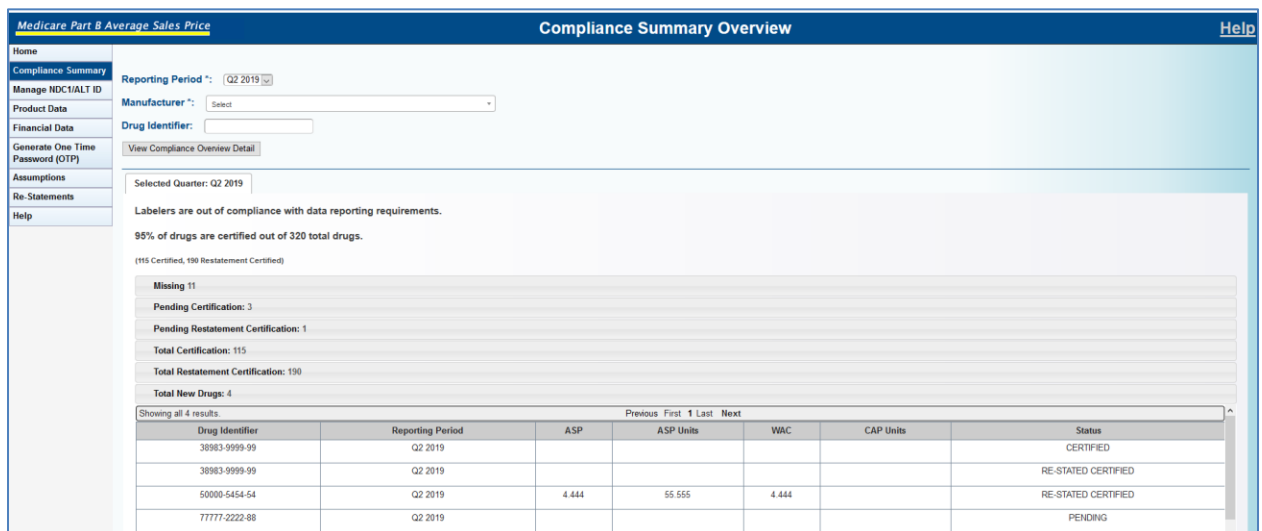 Medicare Part B Average Sales Price
Compliance Summary Overview
Help
Home
Compliance Summary
Manage NDC1/ALT ID
Product Data
Financial Data
Generate One Time
Password (OTP)
Assumptions
Re-Statements
Help
Reporting Period *: Q2 2019
Manufacturer *: Select
Drug Identifier:
View Compliance Overview Detail
Selected Quarter: Q2 2019
Labelers are out of compliance with data reporting requirements.
95% of drugs are certified out of 320 total drugs.
(115 Certified, 190 Restatement Certified)
Missing 11
Pending Certification: 3
Pending Restatement Certification: 1
Total Certification: 115
Total Restatement Certification: 190
Total New Drugs: 4
Showing all 4 results. Previous First 1 Last Next
Drug Identifier Reporting Period ASP ASP Units WAC CAP Units Status
38983-9999-99 Q2 2019 CERTIFIED
38983-9999-99 Q2 2019 RE-STATED CERTIFIED
50000-5454-54 Q2 2019 4.444 55.555 4.444 RE-STATED CERTIFIED
77777-2222-88 Q2 2019 PENDING